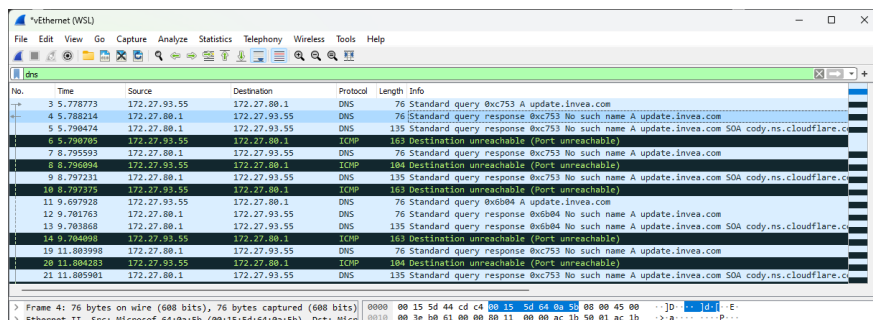 *vEthernet (WSL)
File Edit View Go Capture Analyze Statistics Telephony Wireless Tools Help
dns
No. Time Source Destination Protocol Length Info
3 5.778773 172.27.93.55 172.27.80.1 DNS 76 Standard query 0xc753 A update.invea.com
4 5.788214 172.27.80.1 172.27.93.55 DNS 76 Standard query response 0xc753 No such name A update.invea.com
5 5.790474 172.27.80.1 172.27.93.55 DNS 135 Standard query response 0xc753 No such name A update.invea.com SOA cody.ns.cloudflare.c
6 5.790705 172.27.93.55 172.27.80.1 ICMP 163 Destination unreachable (Port unreachable)
7 8.795593 172.27.80.1 172.27.93.55 DNS 76 Standard query response 0xc753 No such name A update.invea.com
8 8.796094 172.27.93.55 172.27.80.1 ICMP 104 Destination unreachable (Port unreachable)
9 8.797231 172.27.80.1 172.27.93.55 DNS 135 Standard query response 0xc753 No such name A update.invea.com SOA cody.ns.cloudflare.c
10 8.797375 172.27.93.55 172.27.80.1 ICMP 163 Destination unreachable (Port unreachable)
11 9.697928 172.27.93.55 172.27.80.1 DNS 76 Standard query 0x6b04 A update.invea.com
12 9.701763 172.27.80.1 172.27.93.55 DNS 76 Standard query response 0x6b04 No such name A update.invea.com
13 9.703868 172.27.80.1 172.27.93.55 DNS 135 Standard query response 0x6b04 No such name A update.invea.com SOA cody.ns.cloudflare.c
14 9.704098 172.27.93.55 172.27.80.1 ICMP 163 Destination unreachable (Port unreachable)
19 11.803998 172.27.80.1 172.27.93.55 DNS 76 Standard query response 0xc753 No such name A update.invea.com
20 11.804283 172.27.93.55 172.27.80.1 ICMP 104 Destination unreachable (Port unreachable)
21 11.805901 172.27.80.1 172.27.93.55 DNS 135 Standard query response 0xc753 No such name A update.invea.com SOA cody.ns.cloudflare.c
> Frame 4: 76 bytes on wire (608 bits), 76 bytes captured (608 bits) 0000 00 15 5d 44 cd c4 00 15 5d 64 0a 5b 08 00 45 00 ··]D·· ·· ]d·[··E·